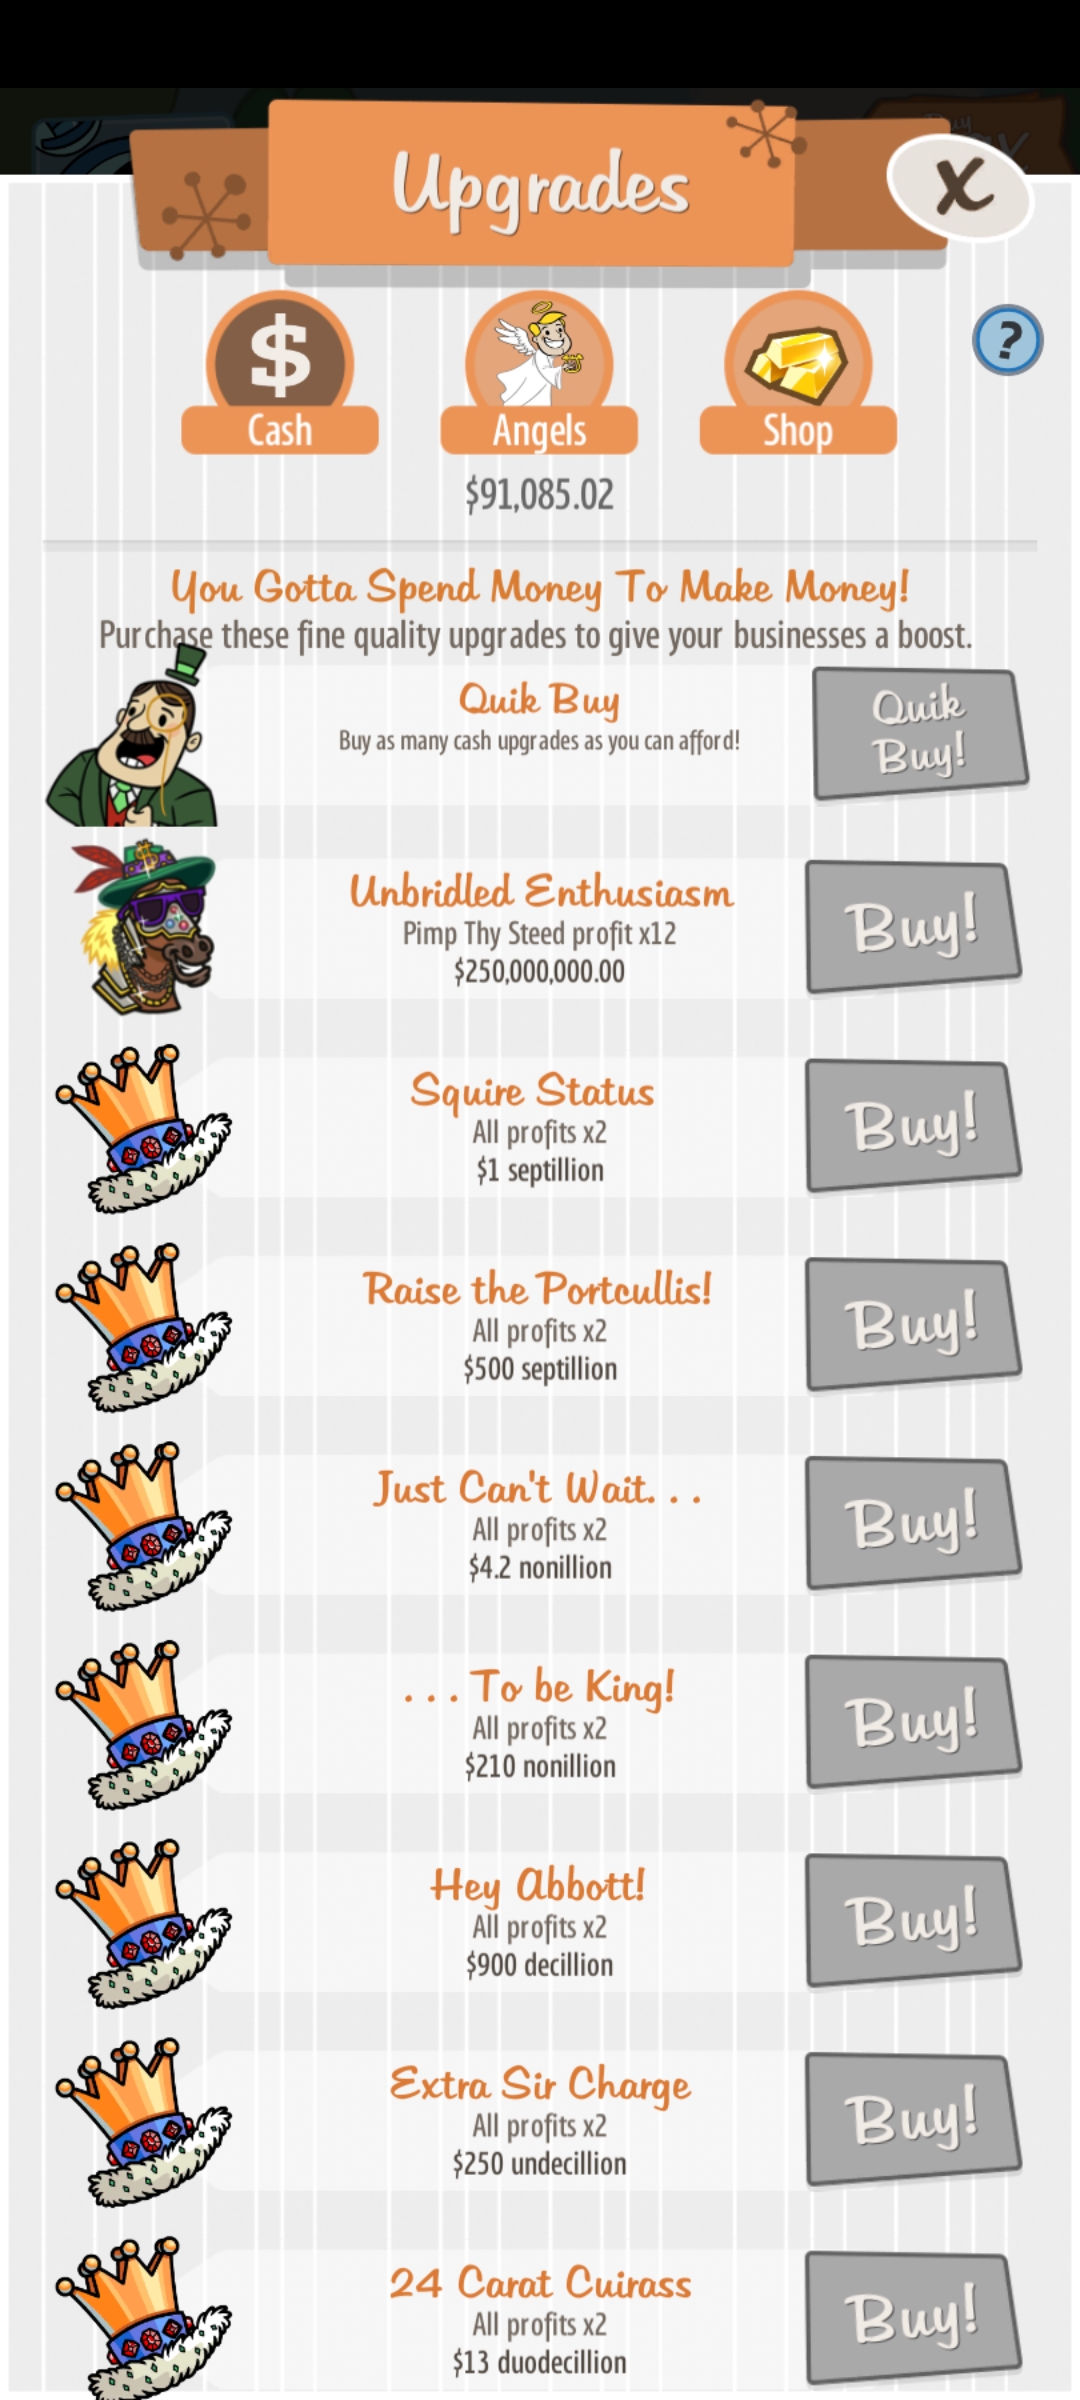 Upgrades
X
?
$
Cash
Angels
Shop
$91,085.02
You Gotta Spend Money To Make Money!
Purchase these fine quality upgrades to give your businesses a boost.
Quik Buy
Buy as many cash upgrades as you can afford!
Quik
Buy!
Unbridled Enthusiasm
Pimp Thy Steed profit x12
$250,000,000.00
Buy!
Squire Status
All profits x2
$1 septillion
Buy!
Raise the Portcullis!
All profits x2
$500 septillion
Buy!
Just Can't Wait. . .
All profits x2
$4.2 nonillion
Buy!
. . . To be King!
All profits x2
$210 nonillion
Buy!
Hey Abbott!
All profits x2
$900 decillion
Buy!
Extra Sir Charge
All profits x2
$250 undecillion
Buy!
24 Carat Cuirass
All profits x2
$13 duodecillion
Buy!